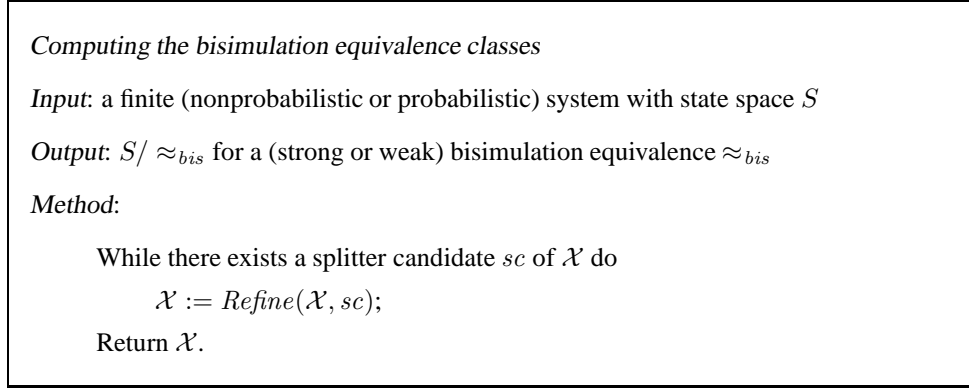 Computing the bisimulation equivalence classes
Input: a finite (nonprobabilistic or probabilistic) system with state space S
Output: S/ ≈bis for a (strong or weak) bisimulation equivalence ≈bis
Method:
While there exists a splitter candidate sc of 𝒳 do
𝒳 := Refine(𝒳, sc);
Return 𝒳.